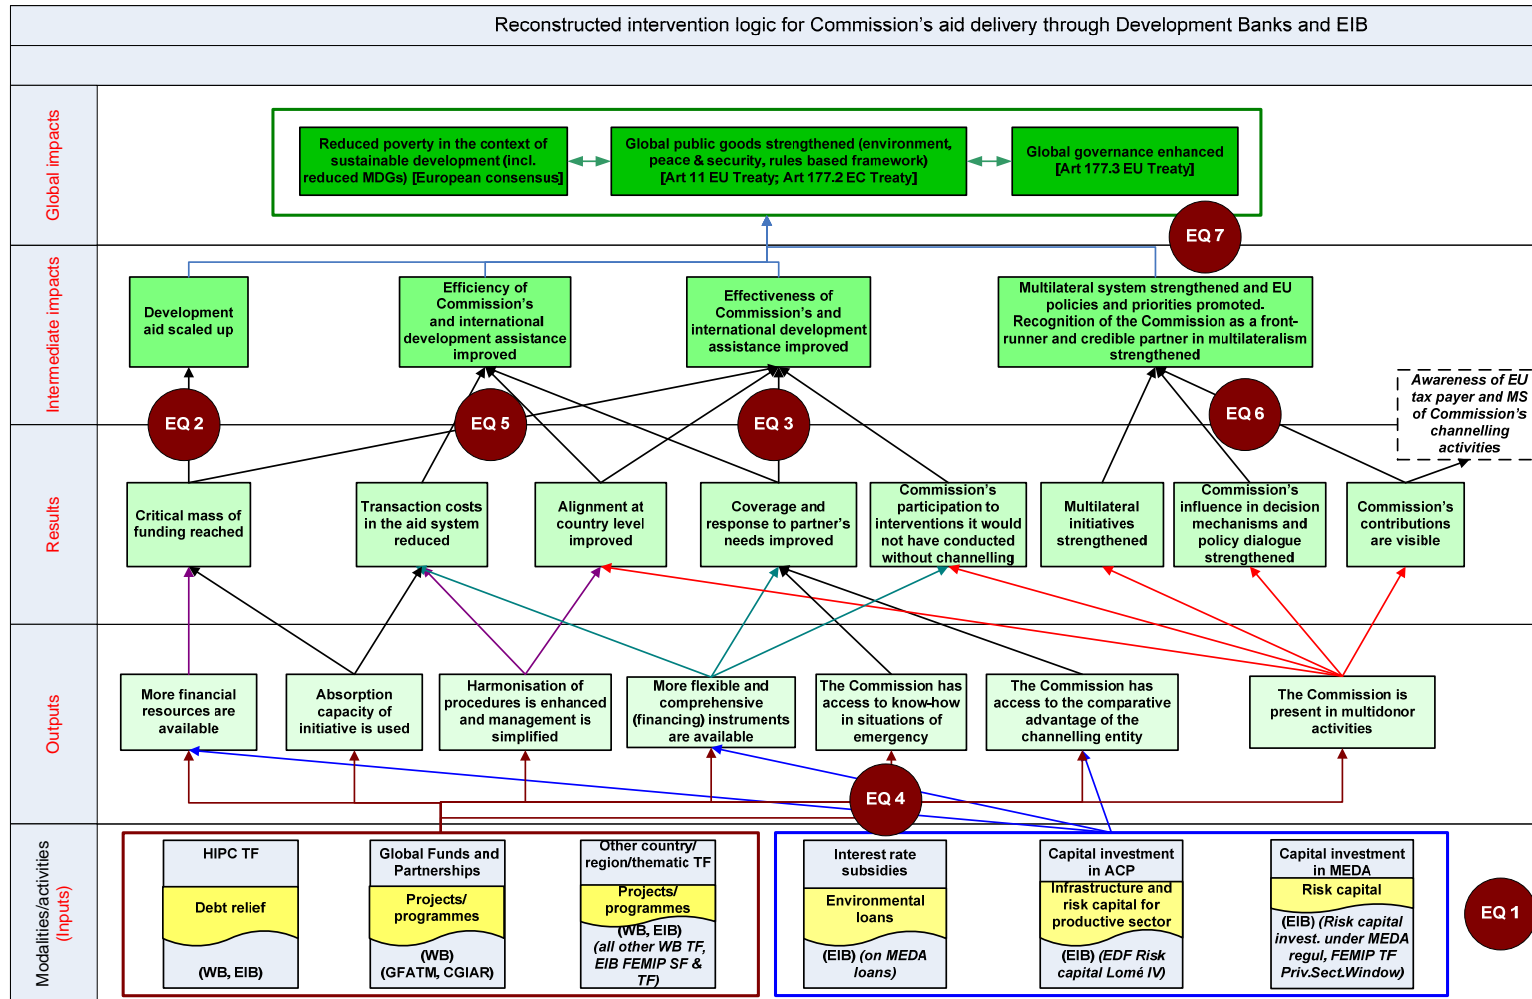 Reconstructed intervention logic for Commission's aid delivery through Development Banks and EIB
Global impacts
Reduced poverty in the context of
sustainable development (incl.
reduced MDGs) [European consensus]
Global public goods strengthened (environment,
peace & security, rules based framework)
[Art 11 EU Treaty; Art 177.2 EC Treaty]
Global governance enhanced
[Art 177.3 EU Treaty]
EQ 7
Intermediate impacts
Development
aid scaled up
Efficiency of
Commission's
and international
development assistance
improved
Effectiveness of
Commission's and
international development
assistance improved
Multilateral system strengthened and EU
policies and priorities promoted.
Recognition of the Commission as a front-
runner and credible partner in multilateralism
strengthened
Awareness of EU
tax payer and MS
of Commission's
channelling
activities
EQ 2
EQ 5
EQ 3
EQ 6
Results
Critical mass of
funding reached
Transaction costs
in the aid system
reduced
Alignment at
country level
improved
Coverage and
response to partner's
needs improved
Commission's
participation to
interventions it would
not have conducted
without channelling
Multilateral
initiatives
strengthened
Commission's
influence in decision
mechanisms and
policy dialogue
strengthened
Commission's
contributions
are visible
Outputs
More financial
resources are
available
Absorption
capacity of
initiative is used
Harmonisation of
procedures is enhanced
and management is
simplified
More flexible and
comprehensive
(financing) instruments
are available
The Commission has
access to know-how
in situations of
emergency
The Commission has
access to the comparative
advantage of the
channelling entity
The Commission is
present in multidonor
activities
EQ 4
Modalities/activities
(Inputs)
HIPC TF
Debt relief
(WB, EIB)
Global Funds and
Partnerships
Projects/
programmes
(WB)
(GFATM, CGIAR)
Other country/
region/thematic TF
Projects/
programmes
(WB, EIB)
(all other WB TF,
EIB FEMIP SF &
TF)
Interest rate
subsidies
Environmental
loans
(EIB) (on MEDA
loans)
Capital investment
in ACP
Infrastructure and
risk capital for
productive sector
(EIB) (EDF Risk
capital Lomé IV)
Capital investment
in MEDA
Risk capital
(EIB) (Risk capital
invest. under MEDA
regul, FEMIP TF
Priv.Sect.Window)
EQ 1